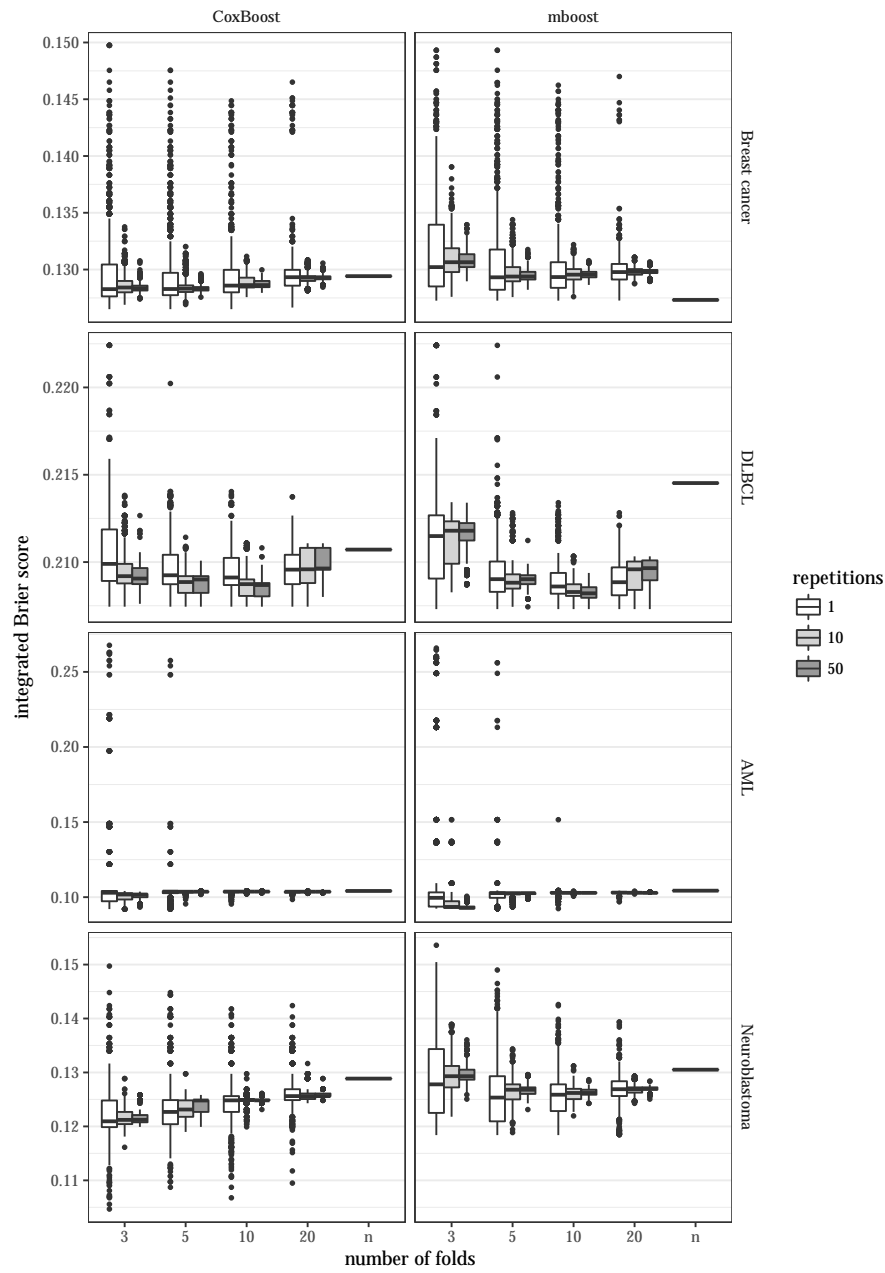 CoxBoost
mboost
0.150
0.145
0.140
0.135
0.130
Breast cancer
0.220
0.215
0.210
DLBCL
0.25
0.20
0.15
0.10
AML
0.15
0.14
0.13
0.12
0.11
Neuroblastoma
3 5 10 20 n
3 5 10 20 n
number of folds
integrated Brier score
repetitions
1
10
50